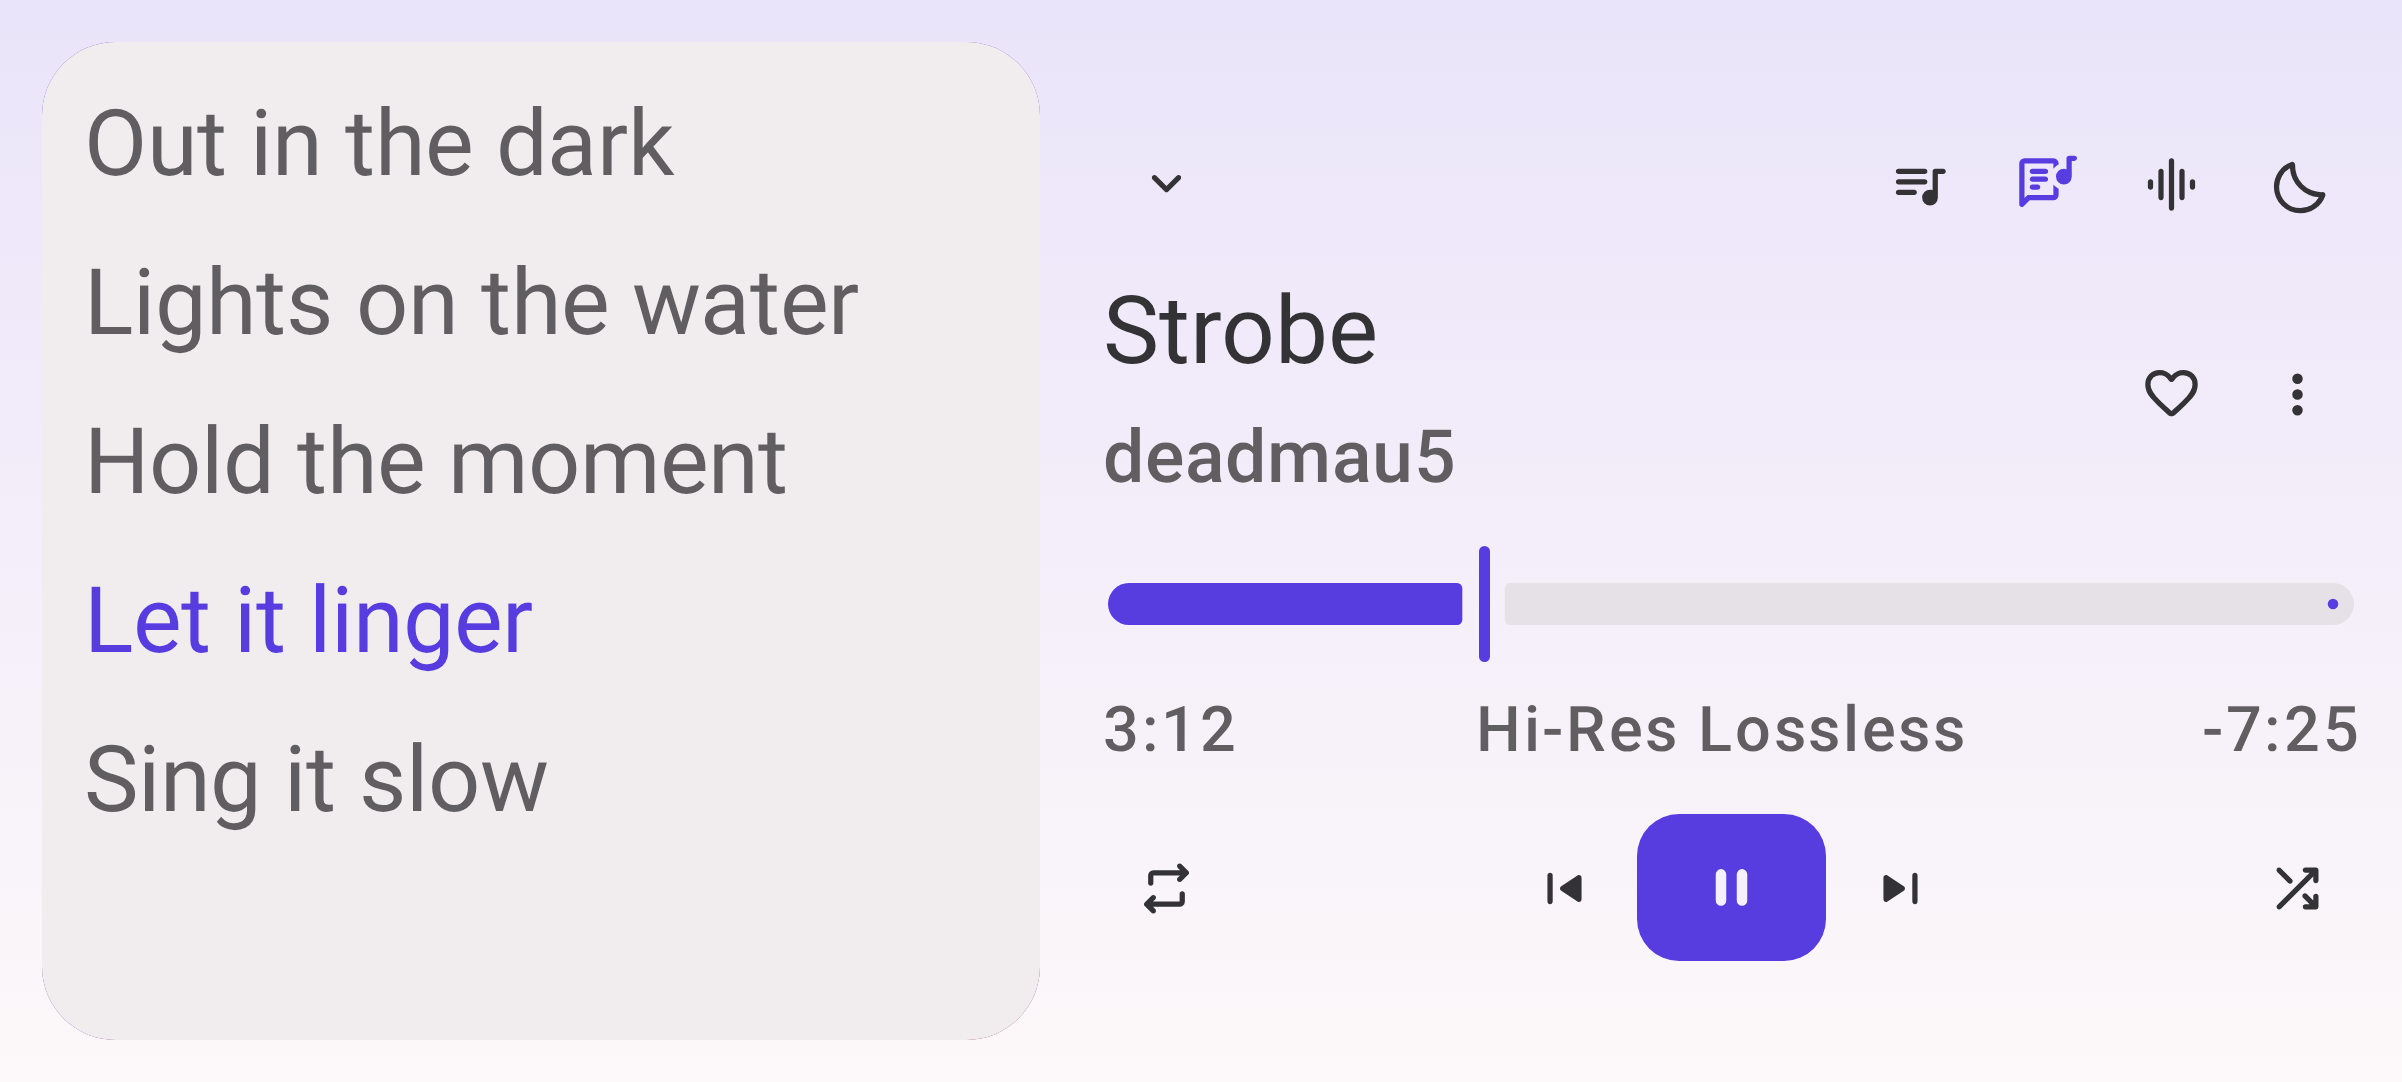 Out in the dark
Lights on the water
Hold the moment
Let it linger
Sing it slow
Strobe
deadmau5
3:12
Hi-Res Lossless
-7:25